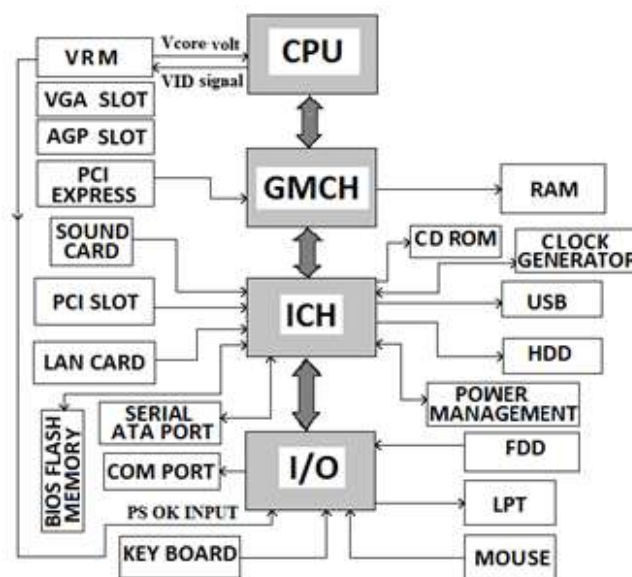 Vcore volt
VRM
CPU
VID signal
VGA SLOT
AGP SLOT
PCI
EXPRESS
GMCH
RAM
SOUND
CARD
CD ROM
CLOCK
GENERATOR
PCI SLOT
ICH
USB
LAN CARD
HDD
BIOS FLASH
MEMORY
SERIAL
ATA PORT
POWER
MANAGEMENT
COM PORT
I/O
FDD
LPT
PS OK INPUT
KEY BOARD
MOUSE